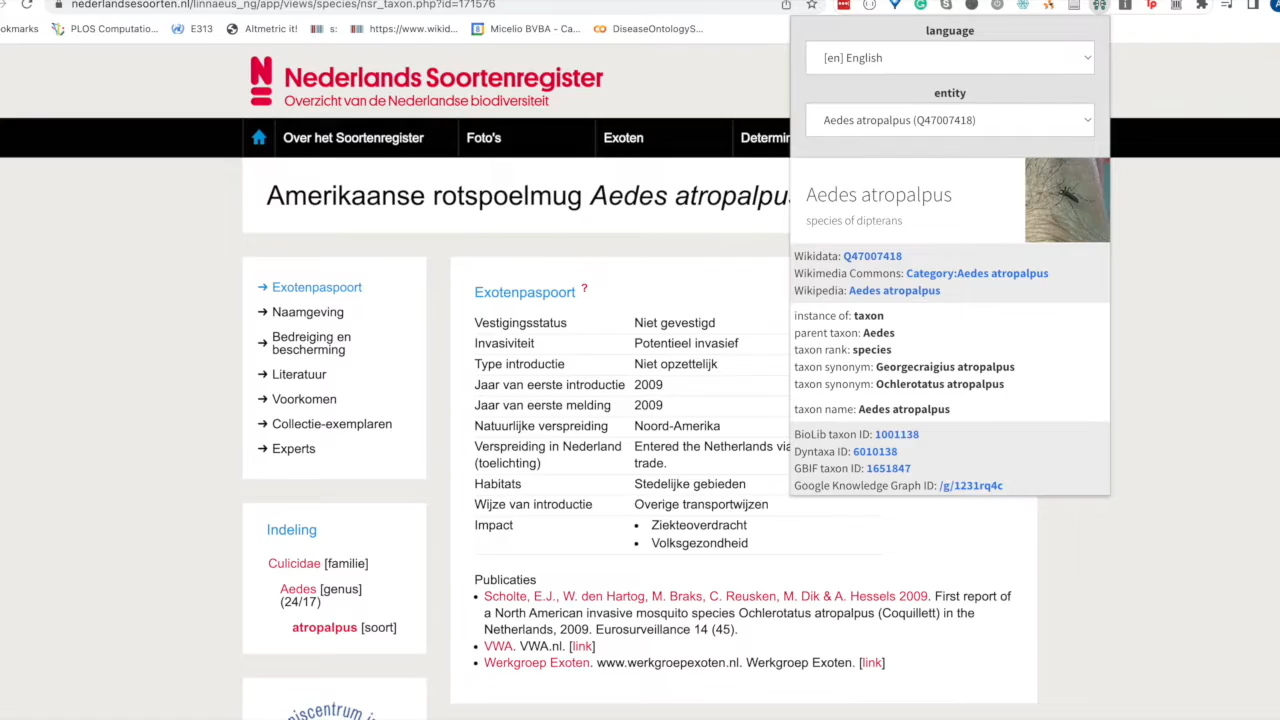 nederlandsesoorten.nl/linnaeus_ng/app/views/species/nsr_taxon.php?id=171576
okmarks
PLOS Computatio...
E313
Altmetric it!
s:
https://www.wikid...
Micelio BVBA - Ca...
DiseaseOntologyS...
Nederlands Soortenregister
Overzicht van de Nederlandse biodiversiteit
Over het Soortenregister
Foto's
Exoten
Determin
Amerikaanse rotspoelmug Aedes atropalpus
Exotenpaspoort
Naamgeving
Bedreiging en
bescherming
Literatuur
Voorkomen
Collectie-exemplaren
Experts
Indeling
Culicidae [familie]
Aedes [genus]
(24/17)
atropalpus [soort]
niscentrum i
Exotenpaspoort ?
Vestigingsstatus Niet gevestigd
Invasiviteit Potentieel invasief
Type introductie Niet opzettelijk
Jaar van eerste introductie 2009
Jaar van eerste melding 2009
Natuurlijke verspreiding Noord-Amerika
Verspreiding in Nederland Entered the Netherlands via
(toelichting) trade.
Habitats Stedelijke gebieden
Wijze van introductie Overige transportwijzen
Impact • Ziekteoverdracht
• Volksgezondheid
Publicaties
• Scholte, E.J., W. den Hartog, M. Braks, C. Reusken, M. Dik & A. Hessels 2009. First report of
a North American invasive mosquito species Ochlerotatus atropalpus (Coquillett) in the
Netherlands, 2009. Eurosurveillance 14 (45).
• VWA. VWA.nl. [link]
• Werkgroep Exoten. www.werkgroepexoten.nl. Werkgroep Exoten. [link]
language
[en] English
entity
Aedes atropalpus (Q47007418)
Aedes atropalpus
species of dipterans
Wikidata: Q47007418
Wikimedia Commons: Category:Aedes atropalpus
Wikipedia: Aedes atropalpus
instance of: taxon
parent taxon: Aedes
taxon rank: species
taxon synonym: Georgecraigius atropalpus
taxon synonym: Ochlerotatus atropalpus
taxon name: Aedes atropalpus
BioLib taxon ID: 1001138
Dyntaxa ID: 6010138
GBIF taxon ID: 1651847
Google Knowledge Graph ID: /g/1231rq4c